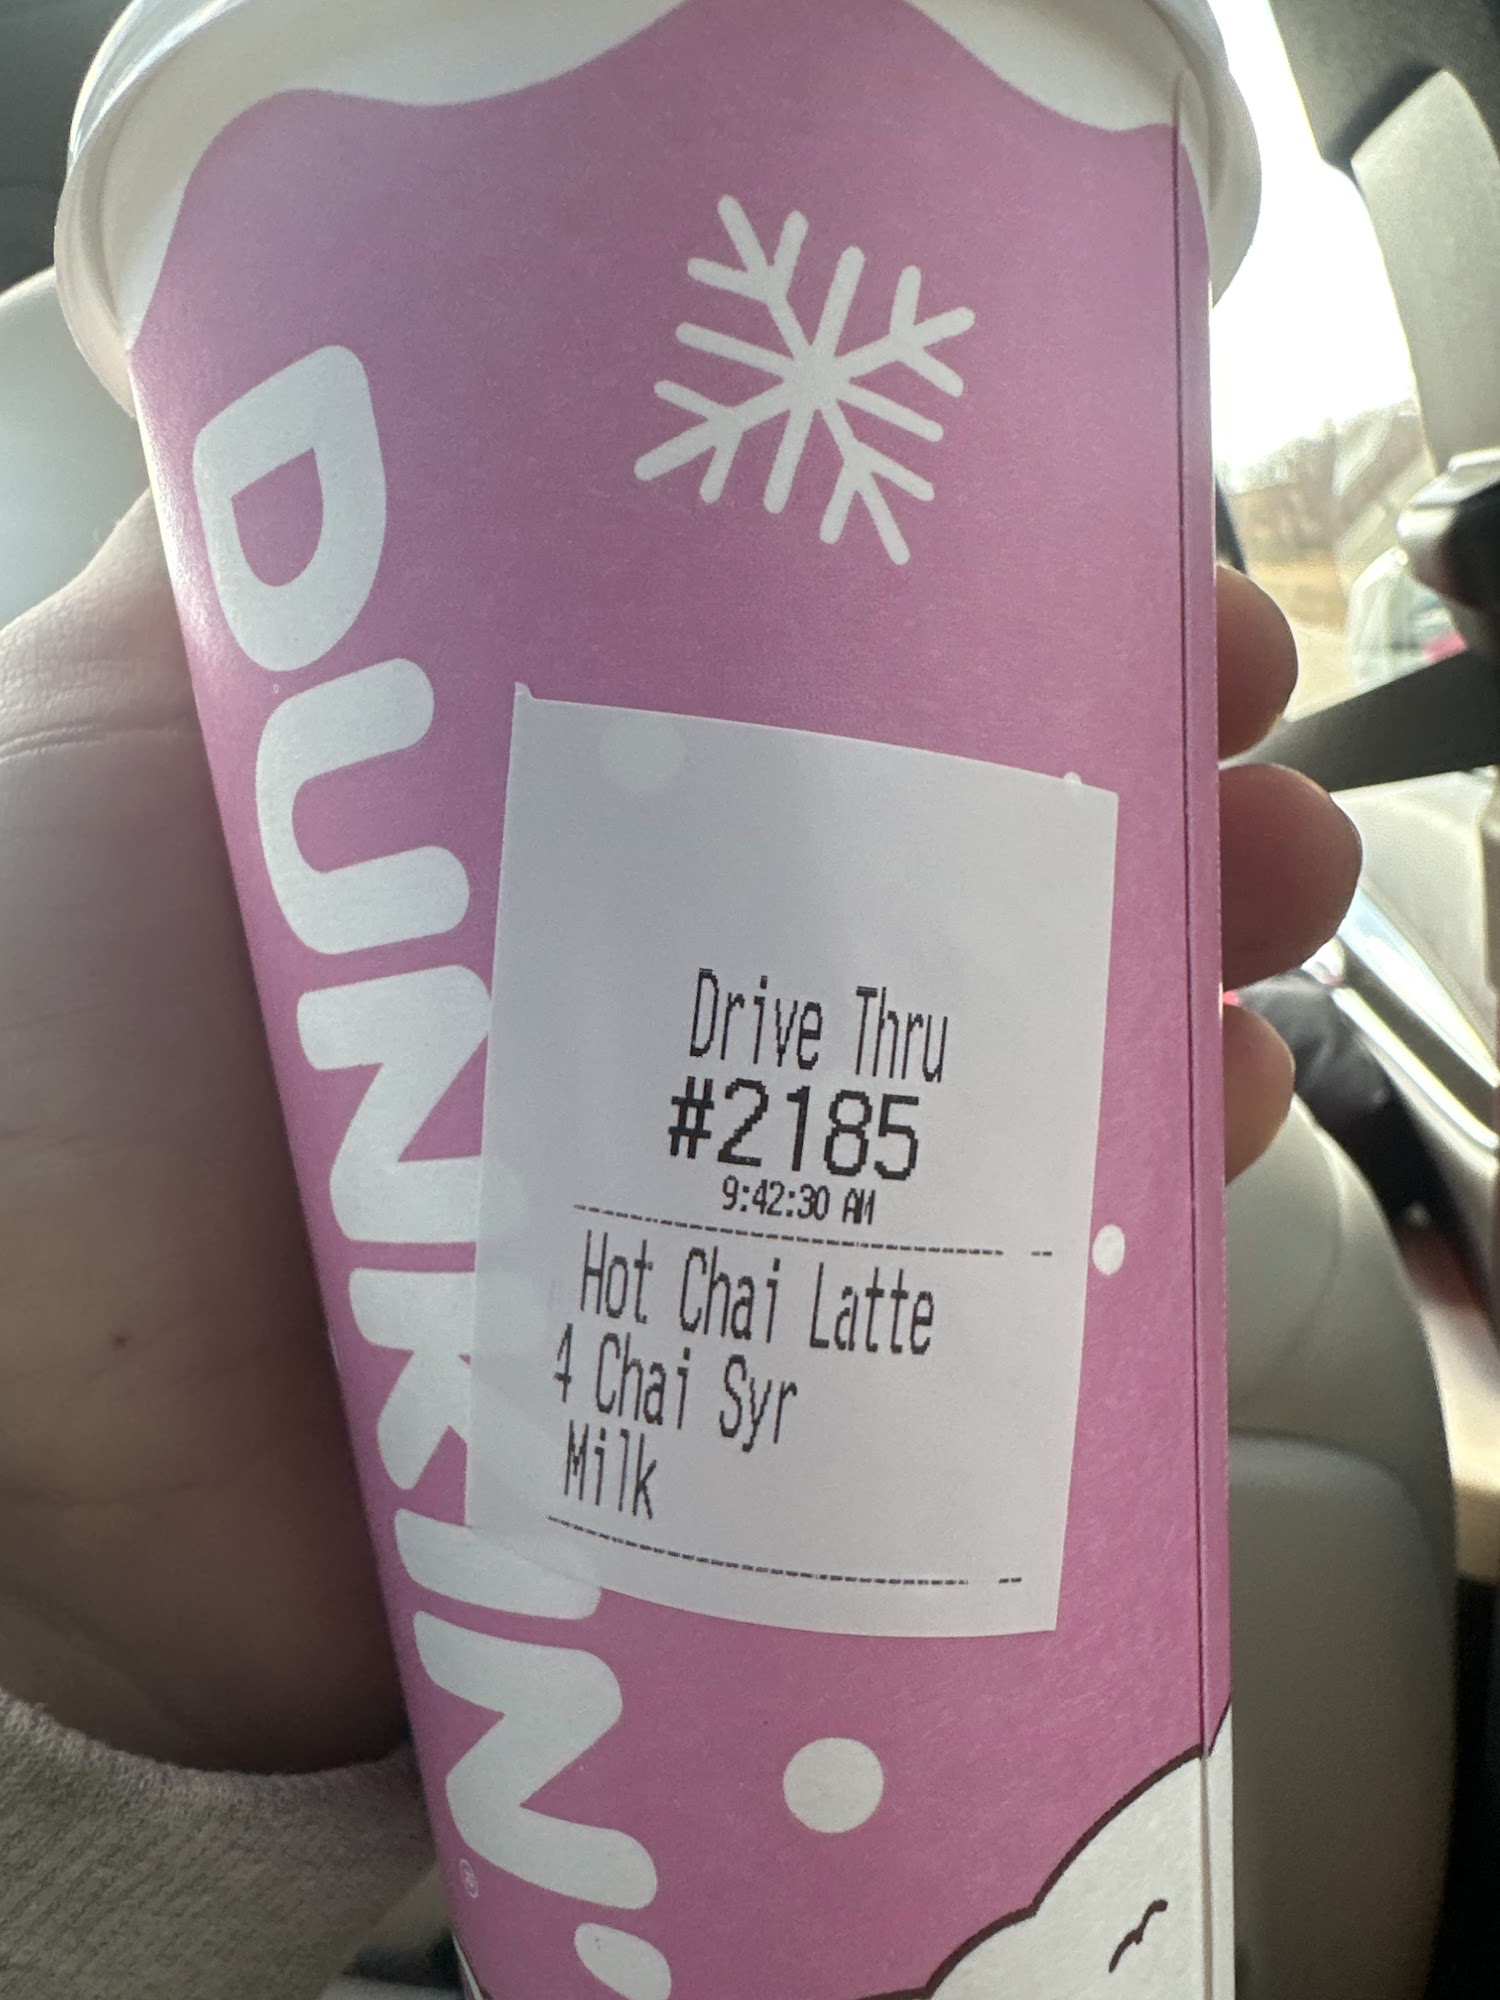 DUNKIN'
®
Drive Thru
#2185
9:42:30 AM
Hot Chai Latte
4 Chai Syr
Milk